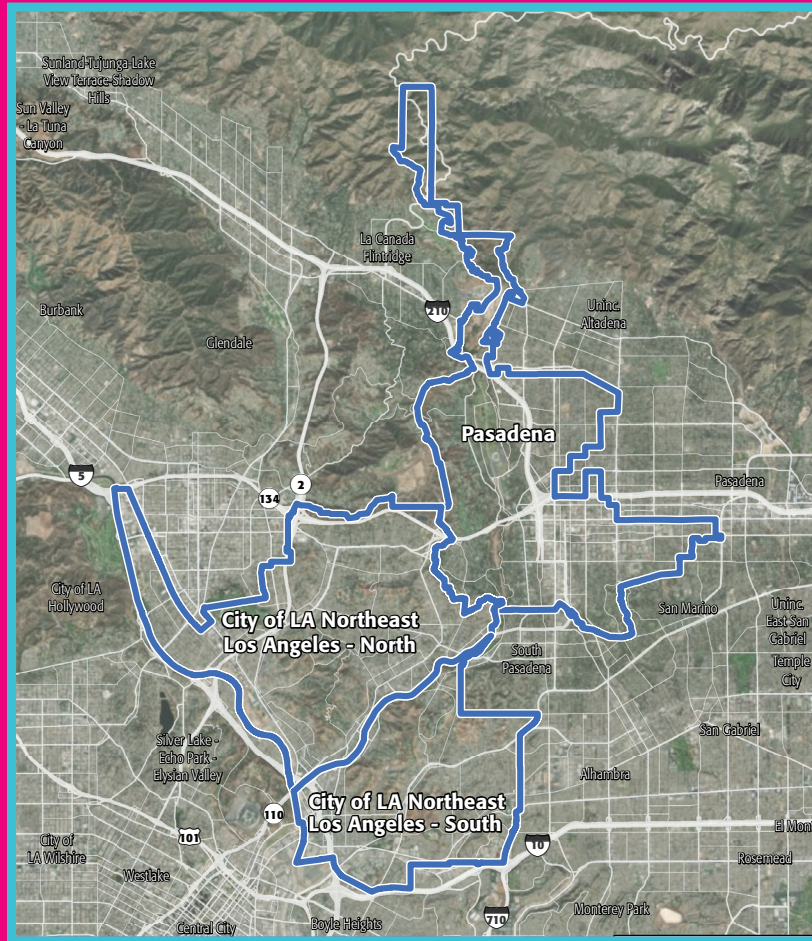 Sunland-Tujunga-Lake
View Terrace-Shadow
Hills
Sun Valley
- La Tuna
Canyon
La Canada
Flintridge
210
Uninc.
Altadena
Burbank
Glendale
Pasadena
5
2
134
Pasadena
City of LA
Hollywood
City of LA Northeast
Los Angeles - North
San Marino
Uninc.
East San
Gabriel
South
Pasadena
Temple
City
San Gabriel
Silver Lake -
Echo Park -
Elysian Valley
Alhambra
City of LA Northeast
Los Angeles - South
110
101
10
El Mon
City of
LA Wilshire
Rosemead
Westlake
Central City
Boyle Heights
710
Monterey Park